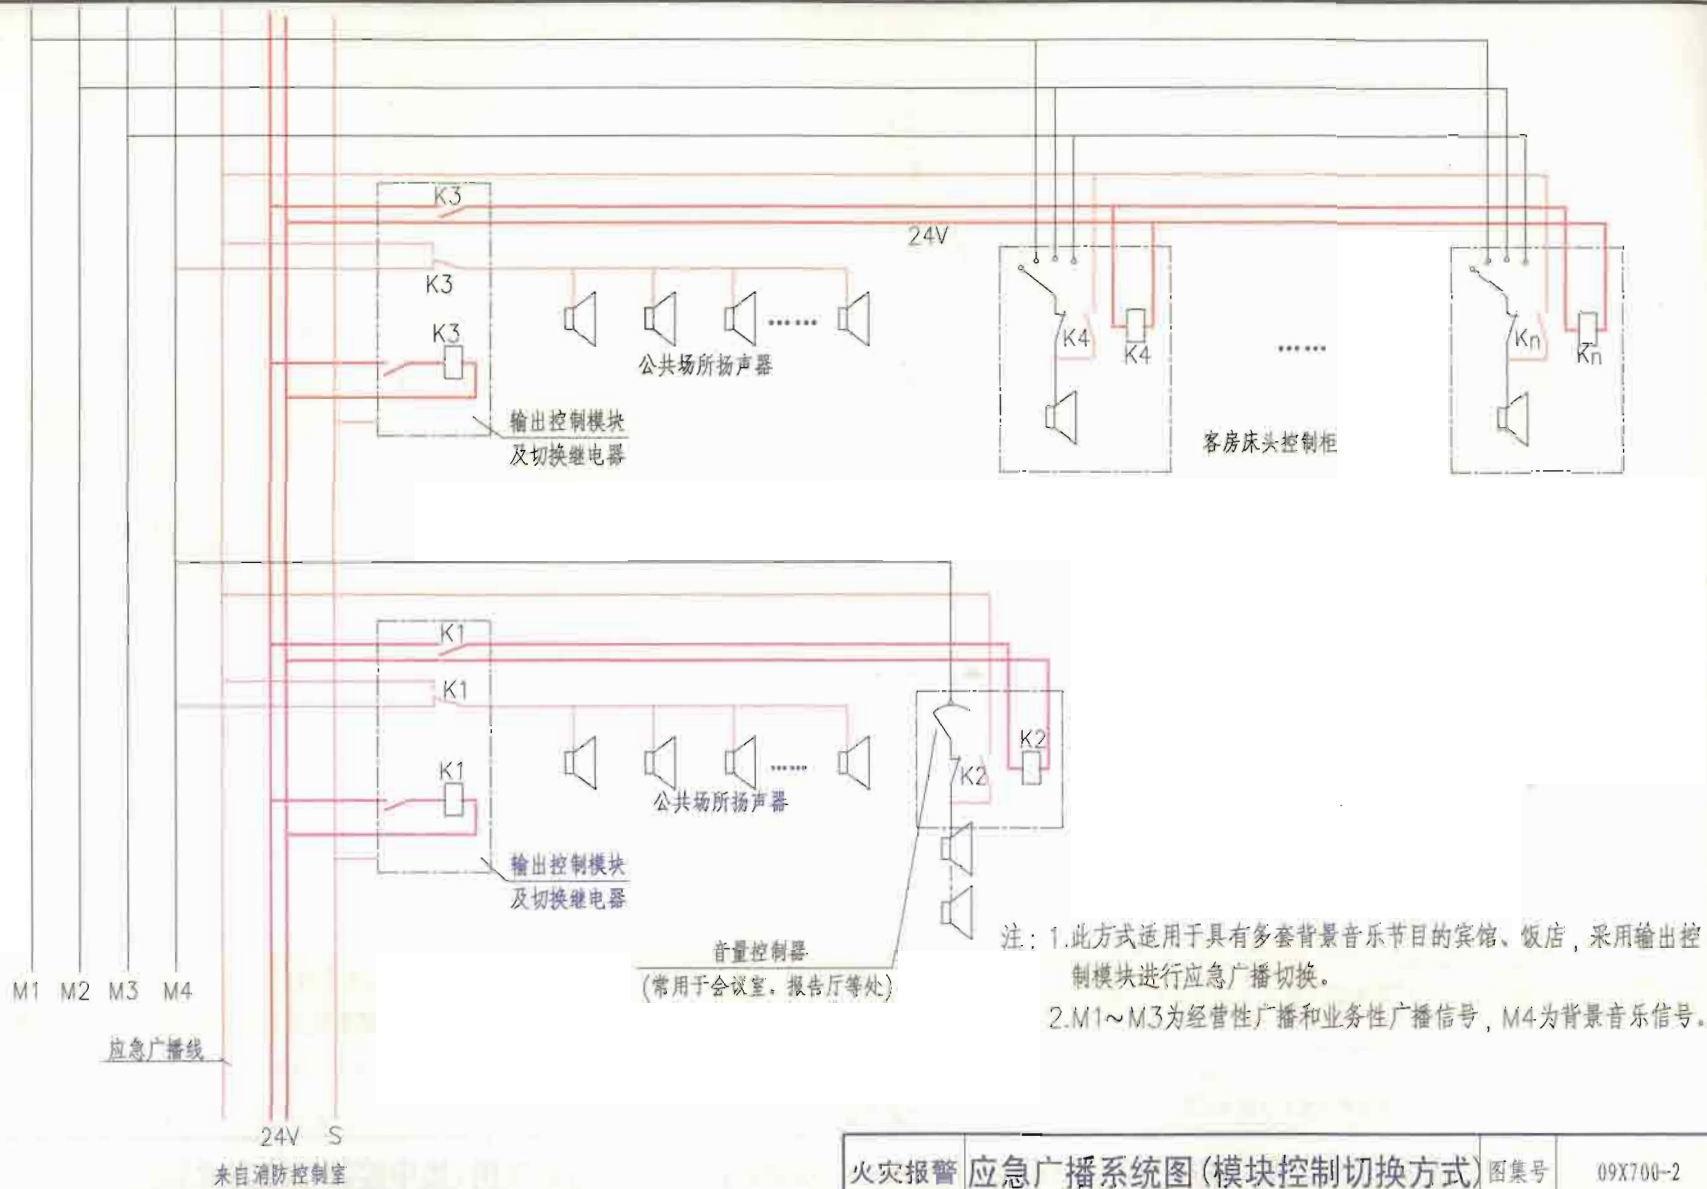 K3
24V
K3
K3
K4
K4
Kn
Kn
公共场所扬声器
输出控制模块
及切换继电器
客房床头控制柜
K1
K1
K1
K2
K2
公共场所扬声器
输出控制模块
及切换继电器
音量控制器
(常用于会议室、报告厅等处)
注：1.此方式适用于具有多套背景音乐节目的宾馆、饭店，采用输出控
制模块进行应急广播切换。
2.M1～M3为经营性广播和业务性广播信号，M4为背景音乐信号。
M1 M2 M3 M4
应急广播线
24V S
来自消防控制室
火灾报警 应急广播系统图(模块控制切换方式) 图集号 09X700-2